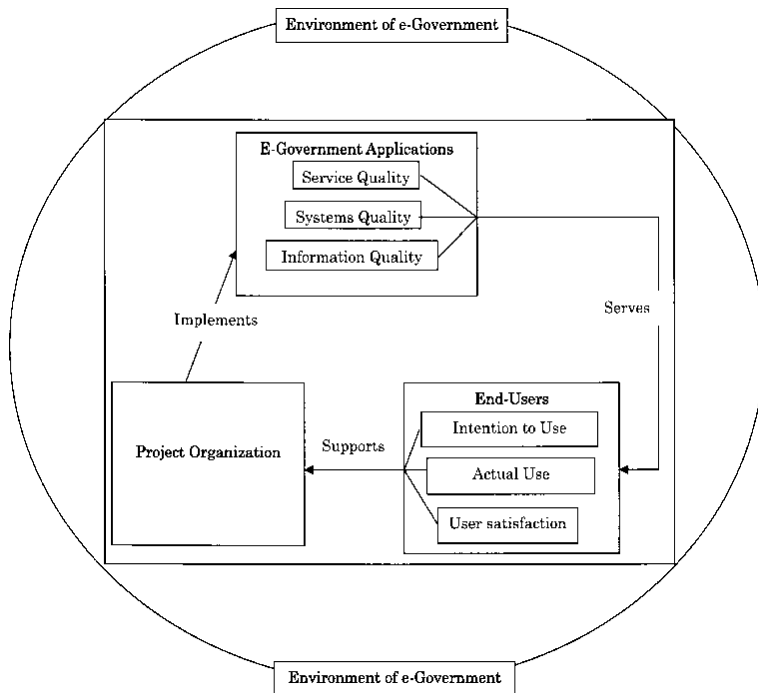 Environment of e-Government
E-Government Applications
Service Quality
Systems Quality
Information Quality
Implements
Serves
Project Organization
Supports
End-Users
Intention to Use
Actual Use
User satisfaction
Environment of e-Government